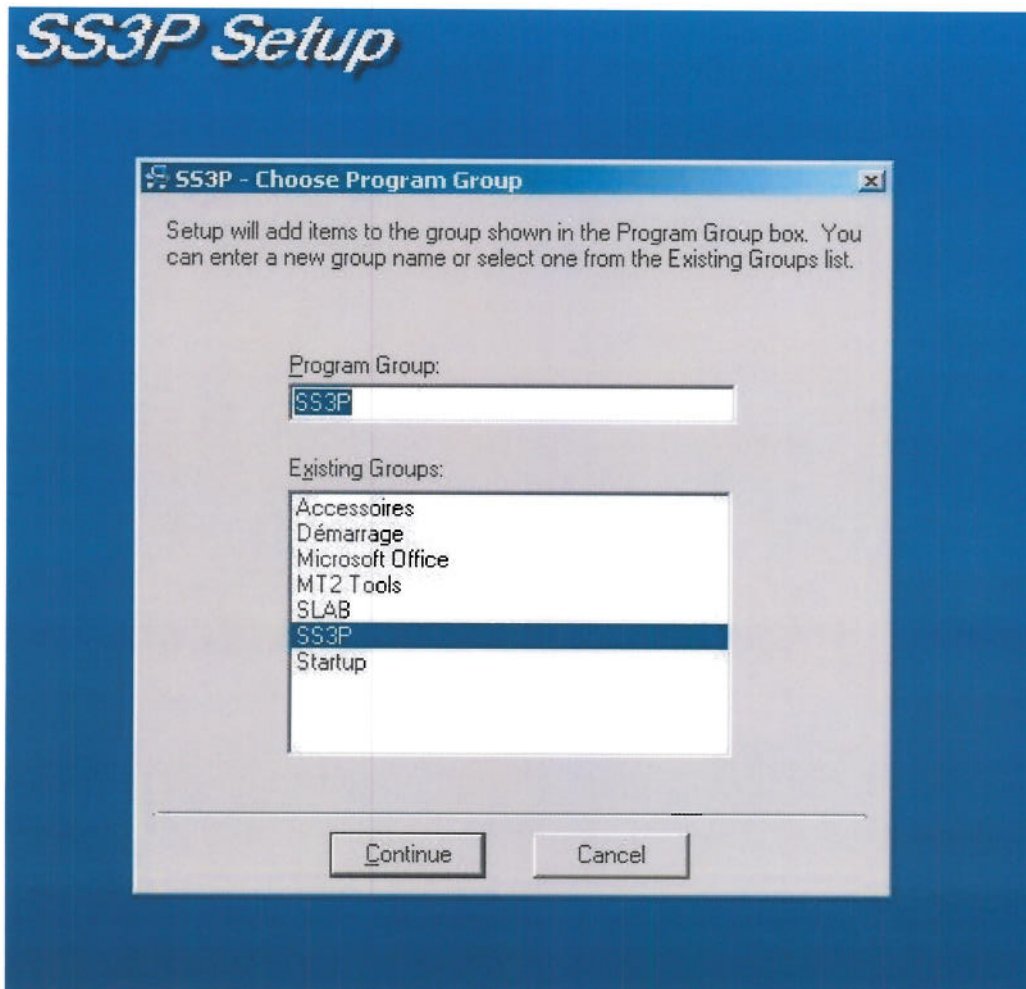 SS3P Setup
SS3P - Choose Program Group
Setup will add items to the group shown in the Program Group box. You
can enter a new group name or select one from the Existing Groups list.
Program Group:
SS3P
Existing Groups:
Accessoires
Démarrage
Microsoft Office
MT2 Tools
SLAB
SS3P
Startup
Continue
Cancel